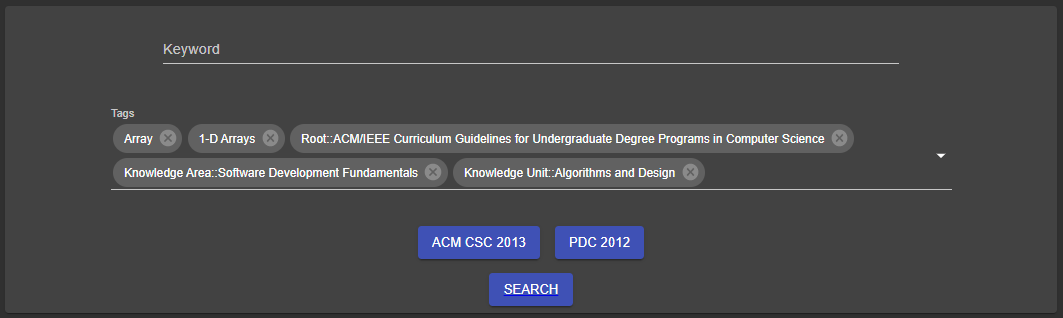 Keyword
Tags
Array 1-D Arrays Root::ACM/IEEE Curriculum Guidelines for Undergraduate Degree Programs in Computer Science
Knowledge Area::Software Development Fundamentals Knowledge Unit::Algorithms and Design
ACM CSC 2013 PDC 2012
SEARCH